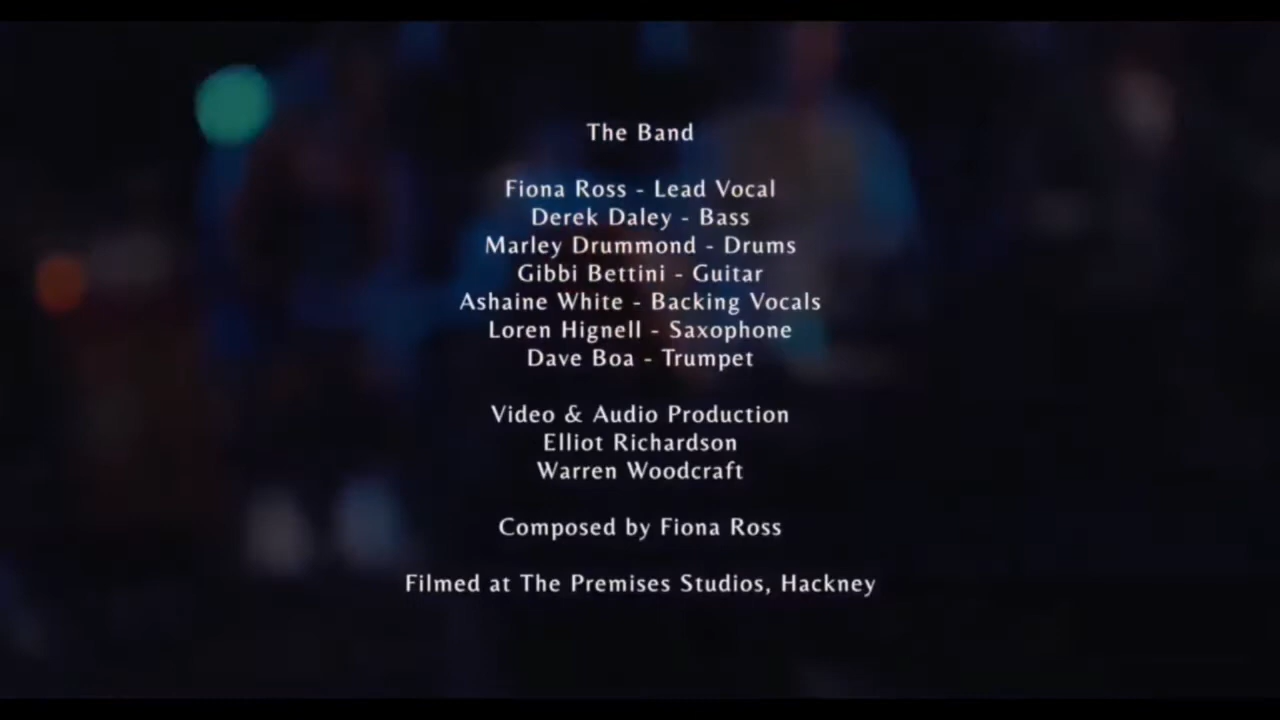 The Band
Fiona Ross - Lead Vocal
Derek Daley - Bass
Marley Drummond - Drums
Gibbi Bettini - Guitar
Ashaine White - Backing Vocals
Loren Hignell - Saxophone
Dave Boa - Trumpet
Video & Audio Production
Elliot Richardson
Warren Woodcraft
Composed by Fiona Ross
Filmed at The Premises Studios, Hackney